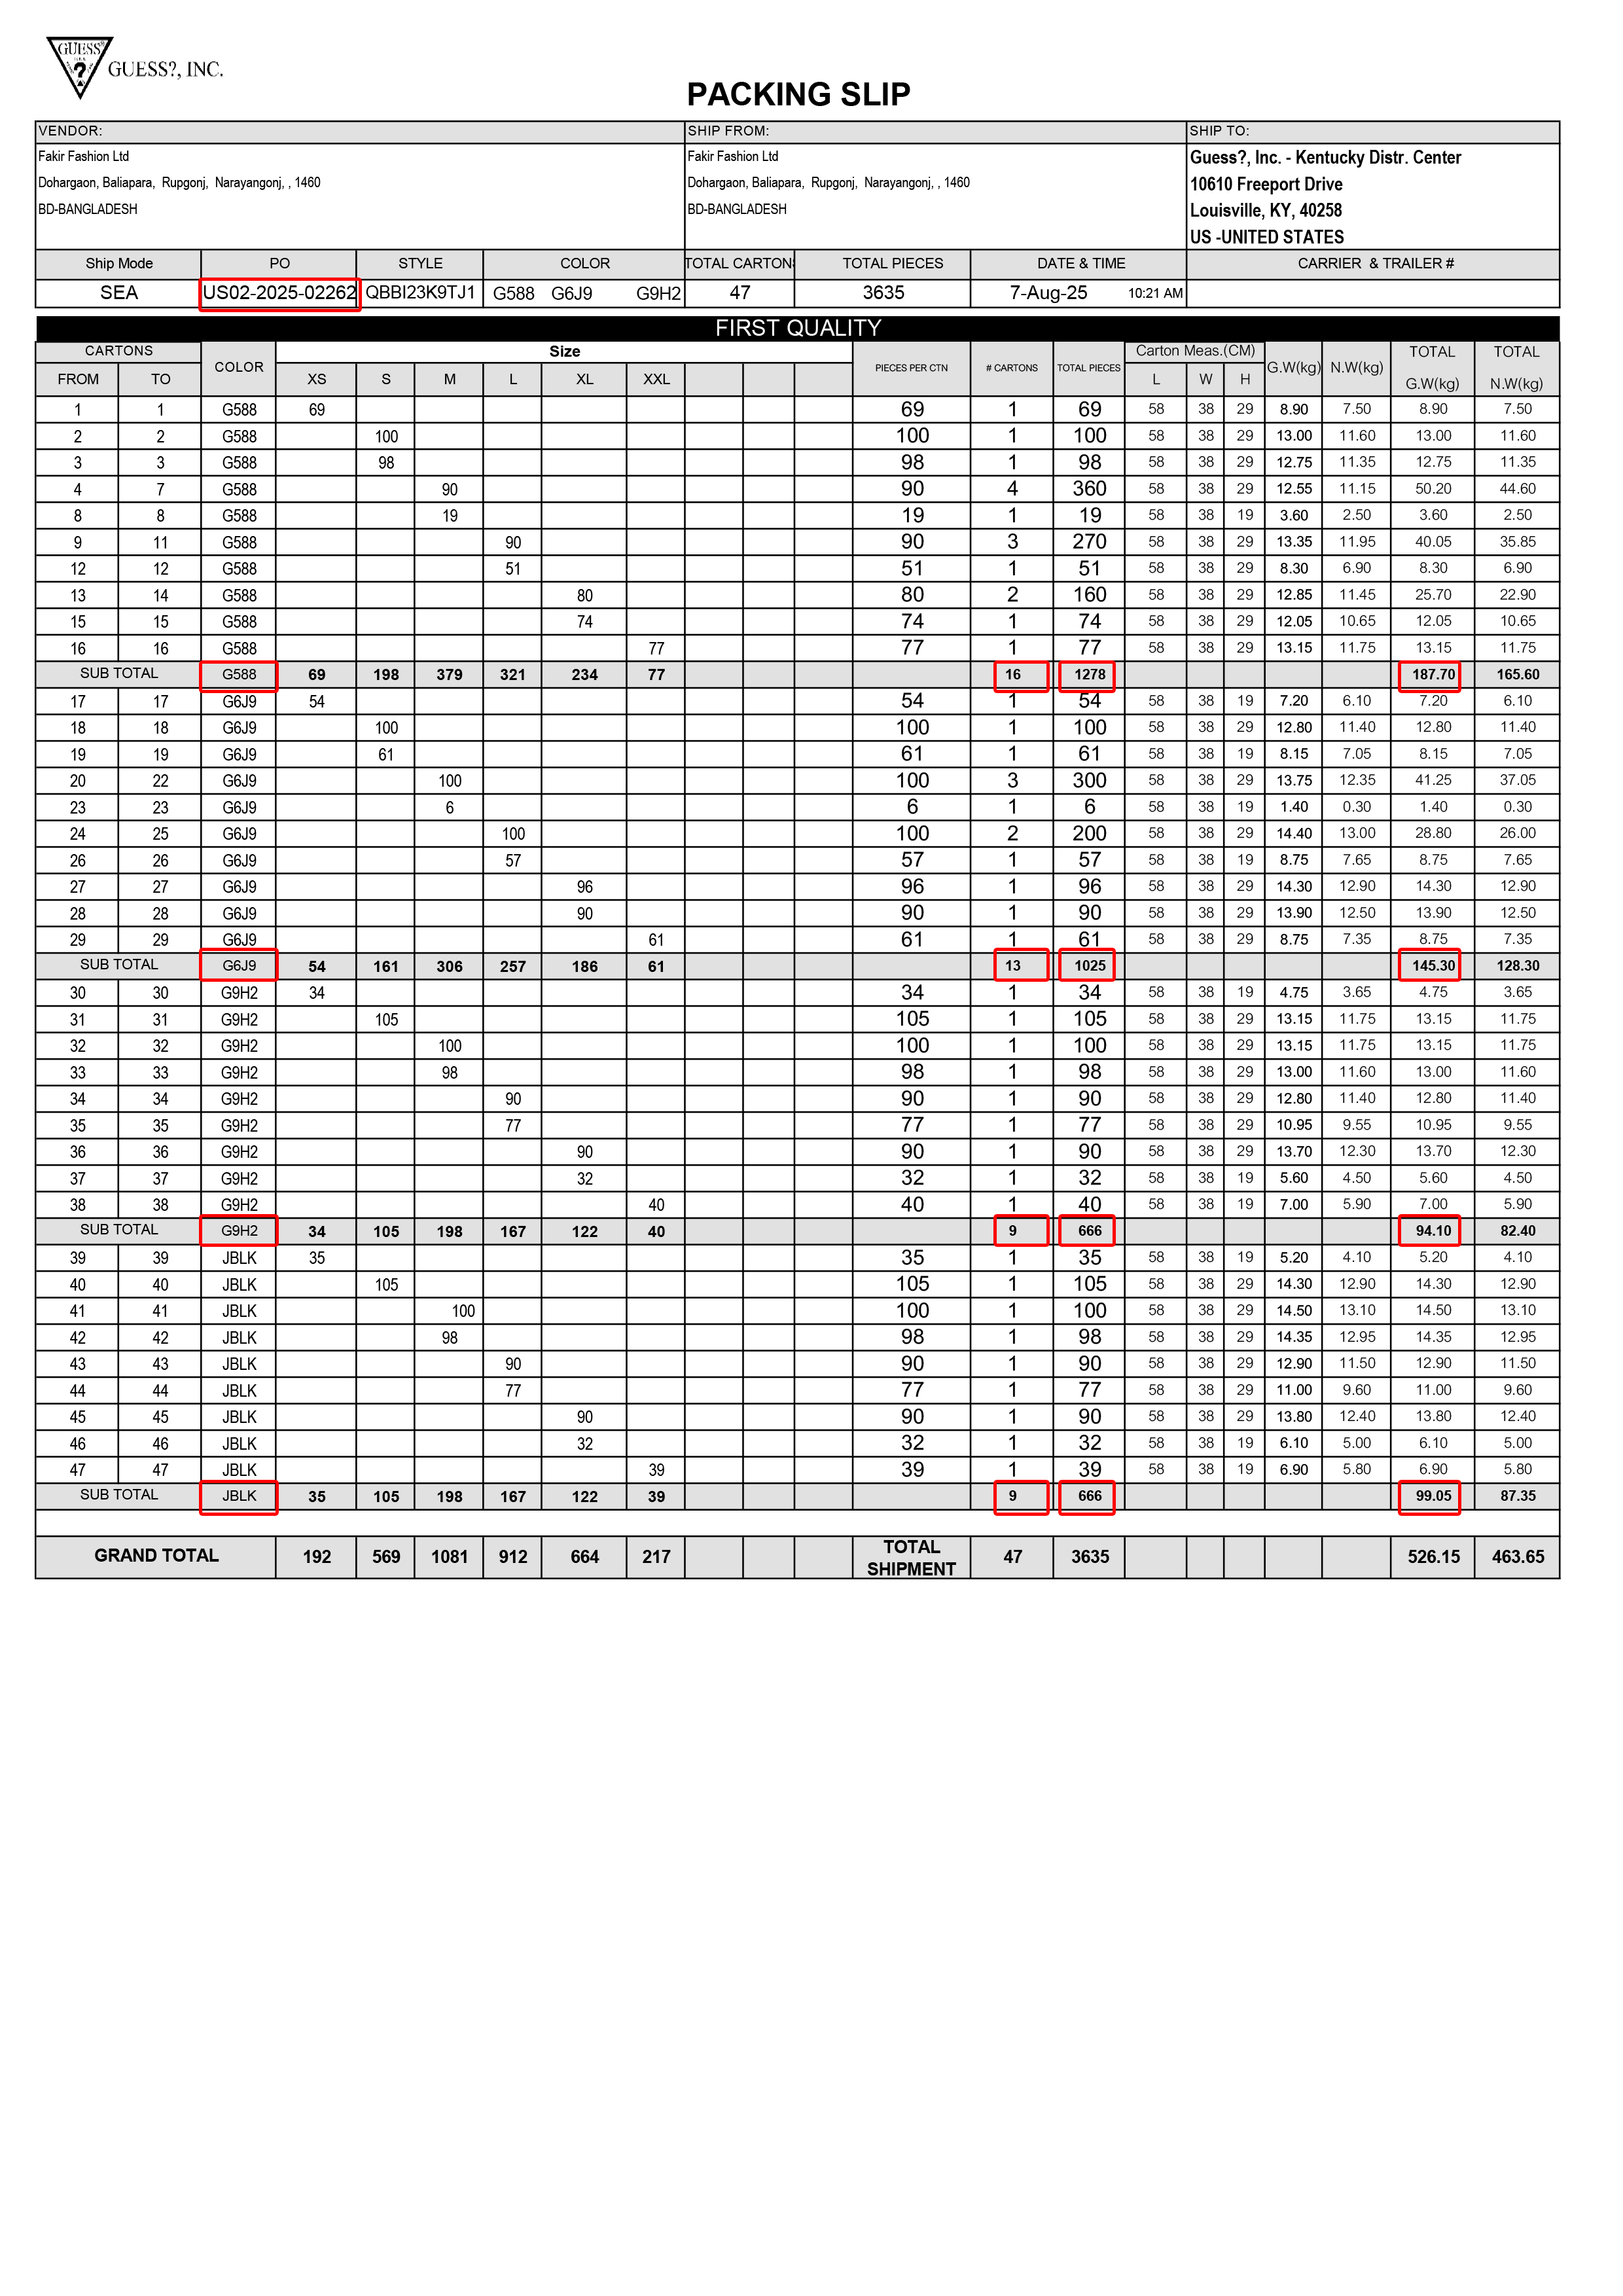 GUESS?, INC.
PACKING SLIP
VENDOR: SHIP FROM: SHIP TO:
Fakir Fashion Ltd Fakir Fashion Ltd Guess?, Inc. - Kentucky Distr. Center
Dohargaon, Baliapara, Rupgonj, Narayangonj, , 1460 Dohargaon, Baliapara, Rupgonj, Narayangonj, , 1460 10610 Freeport Drive
BD-BANGLADESH BD-BANGLADESH Louisville, KY, 40258
US -UNITED STATES
Ship Mode PO STYLE COLOR TOTAL CARTON TOTAL PIECES DATE & TIME CARRIER & TRAILER #
SEA US02-2025-02262 QBBI23K9TJ1 G588 G6J9 G9H2 47 3635 7-Aug-25 10:21 AM
FIRST QUALITY
CARTONS COLOR Size PIECES PER CTN # CARTONS TOTAL PIECES Carton Meas.(CM) G.W(kg) N.W(kg) TOTAL TOTAL
FROM TO XS S M L XL XXL L W H G.W(kg) N.W(kg)
1 1 G588 69 69 1 69 58 38 29 8.90 7.50 8.90 7.50
2 2 G588 100 100 1 100 58 38 29 13.00 11.60 13.00 11.60
3 3 G588 98 98 1 98 58 38 29 12.75 11.35 12.75 11.35
4 7 G588 90 90 4 360 58 38 29 12.55 11.15 50.20 44.60
8 8 G588 19 19 1 19 58 38 19 3.60 2.50 3.60 2.50
9 11 G588 90 90 3 270 58 38 29 13.35 11.95 40.05 35.85
12 12 G588 51 51 1 51 58 38 29 8.30 6.90 8.30 6.90
13 14 G588 80 80 2 160 58 38 29 12.85 11.45 25.70 22.90
15 15 G588 74 74 1 74 58 38 29 12.05 10.65 12.05 10.65
16 16 G588 77 77 1 77 58 38 29 13.15 11.75 13.15 11.75
SUB TOTAL G588 69 198 379 321 234 77 16 1278 187.70 165.60
17 17 G6J9 54 54 1 54 58 38 19 7.20 6.10 7.20 6.10
18 18 G6J9 100 100 1 100 58 38 29 12.80 11.40 12.80 11.40
19 19 G6J9 61 61 1 61 58 38 19 8.15 7.05 8.15 7.05
20 22 G6J9 100 100 3 300 58 38 29 13.75 12.35 41.25 37.05
23 23 G6J9 6 6 1 6 58 38 19 1.40 0.30 1.40 0.30
24 25 G6J9 100 100 2 200 58 38 29 14.40 13.00 28.80 26.00
26 26 G6J9 57 57 1 57 58 38 19 8.75 7.65 8.75 7.65
27 27 G6J9 96 96 1 96 58 38 29 14.30 12.90 14.30 12.90
28 28 G6J9 90 90 1 90 58 38 29 13.90 12.50 13.90 12.50
29 29 G6J9 61 61 1 61 58 38 29 8.75 7.35 8.75 7.35
SUB TOTAL G6J9 54 161 306 257 186 61 13 1025 145.30 128.30
30 30 G9H2 34 34 1 34 58 38 19 4.75 3.65 4.75 3.65
31 31 G9H2 105 105 1 105 58 38 29 13.15 11.75 13.15 11.75
32 32 G9H2 100 100 1 100 58 38 29 13.15 11.75 13.15 11.75
33 33 G9H2 98 98 1 98 58 38 29 13.00 11.60 13.00 11.60
34 34 G9H2 90 90 1 90 58 38 29 12.80 11.40 12.80 11.40
35 35 G9H2 77 77 1 77 58 38 29 10.95 9.55 10.95 9.55
36 36 G9H2 90 90 1 90 58 38 29 13.70 12.30 13.70 12.30
37 37 G9H2 32 32 1 32 58 38 19 5.60 4.50 5.60 4.50
38 38 G9H2 40 40 1 40 58 38 19 7.00 5.90 7.00 5.90
SUB TOTAL G9H2 34 105 198 167 122 40 9 666 94.10 82.40
39 39 JBLK 35 35 1 35 58 38 19 5.20 4.10 5.20 4.10
40 40 JBLK 105 105 1 105 58 38 29 14.30 12.90 14.30 12.90
41 41 JBLK 100 100 1 100 58 38 29 14.50 13.10 14.50 13.10
42 42 JBLK 98 98 1 98 58 38 29 14.35 12.95 14.35 12.95
43 43 JBLK 90 90 1 90 58 38 29 12.90 11.50 12.90 11.50
44 44 JBLK 77 77 1 77 58 38 29 11.00 9.60 11.00 9.60
45 45 JBLK 90 90 1 90 58 38 29 13.80 12.40 13.80 12.40
46 46 JBLK 32 32 1 32 58 38 19 6.10 5.00 6.10 5.00
47 47 JBLK 39 39 1 39 58 38 19 6.90 5.80 6.90 5.80
SUB TOTAL JBLK 35 105 198 167 122 39 9 666 99.05 87.35
GRAND TOTAL 192 569 1081 912 664 217 TOTAL SHIPMENT 47 3635 526.15 463.65